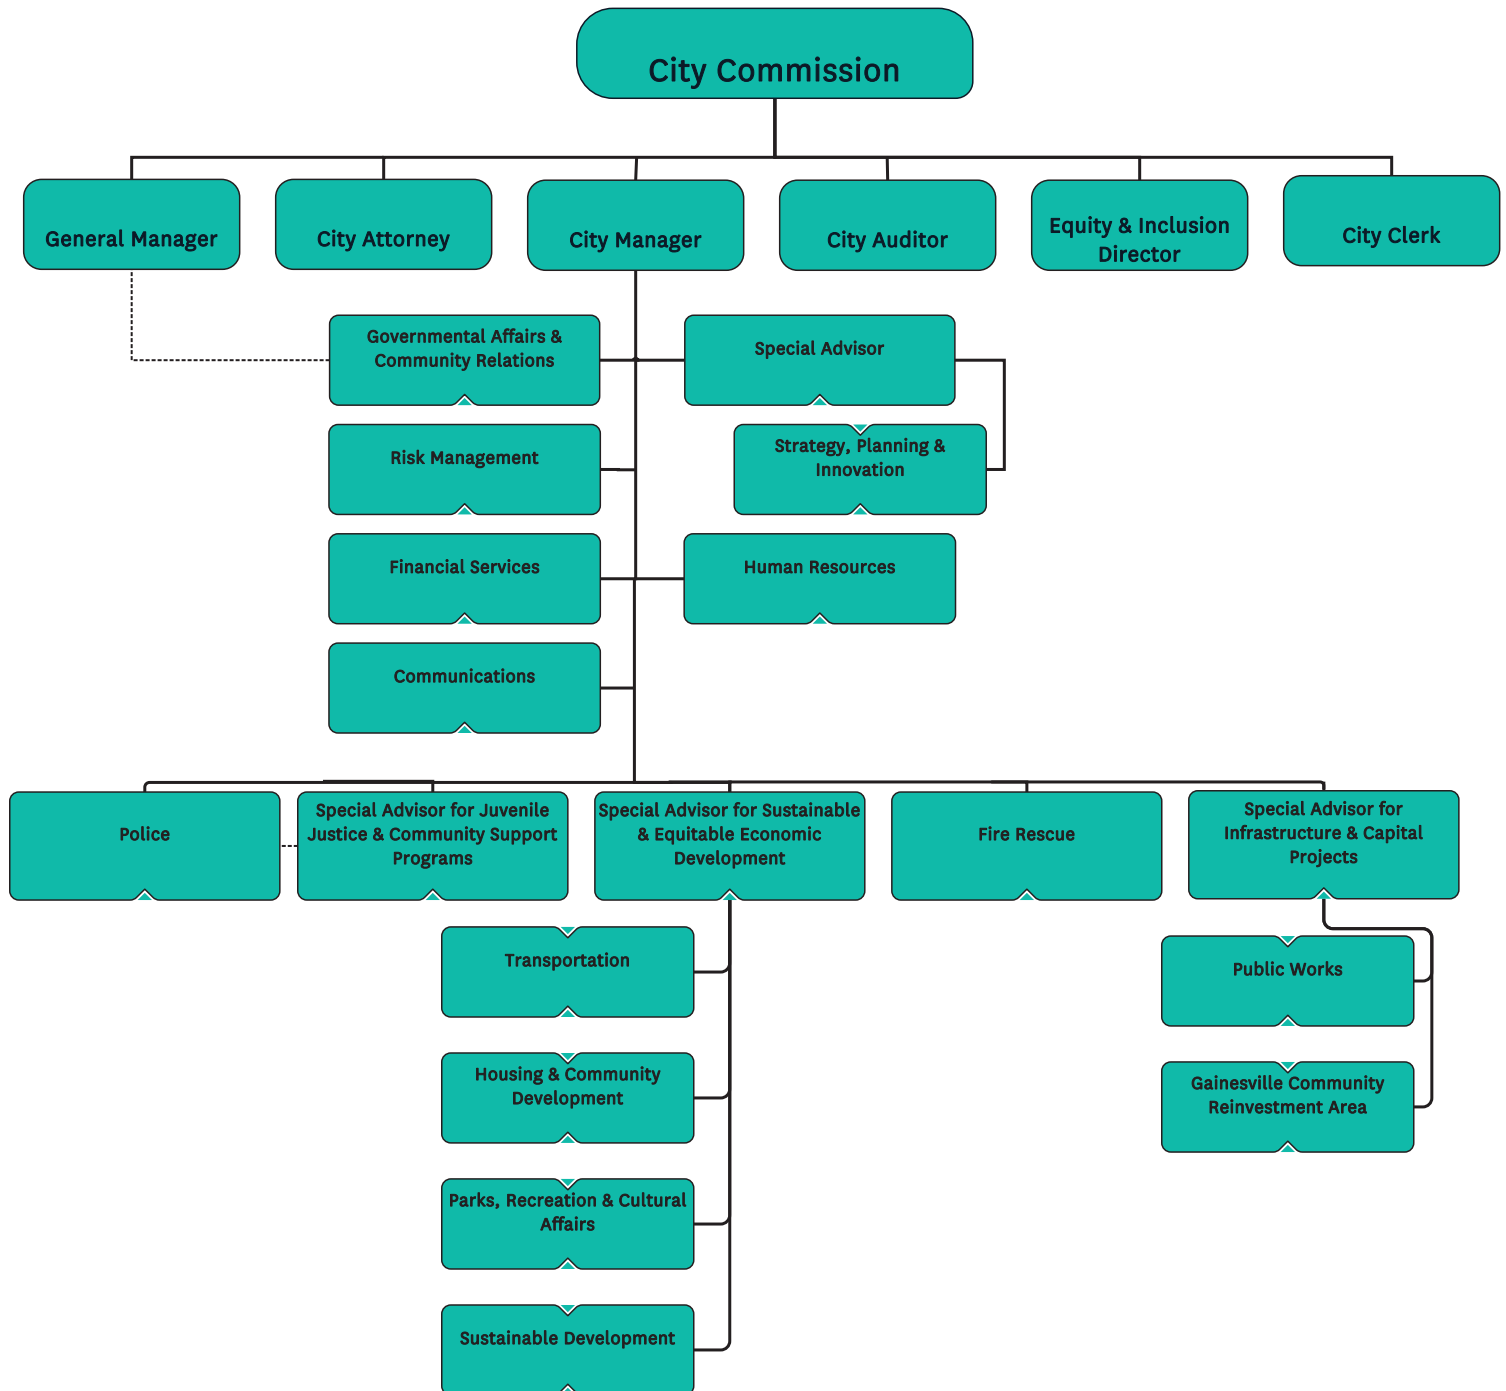 City Commission
General Manager
City Attorney
City Manager
City Auditor
Equity & Inclusion
Director
City Clerk
Governmental Affairs &
Community Relations
Special Advisor
Risk Management
Strategy, Planning &
Innovation
Financial Services
Human Resources
Communications
Police
Special Advisor for Juvenile
Justice & Community Support
Programs
Special Advisor for Sustainable
& Equitable Economic
Development
Fire Rescue
Special Advisor for
Infrastructure & Capital
Projects
Transportation
Public Works
Housing & Community
Development
Gainesville Community
Reinvestment Area
Parks, Recreation & Cultural
Affairs
Sustainable Development